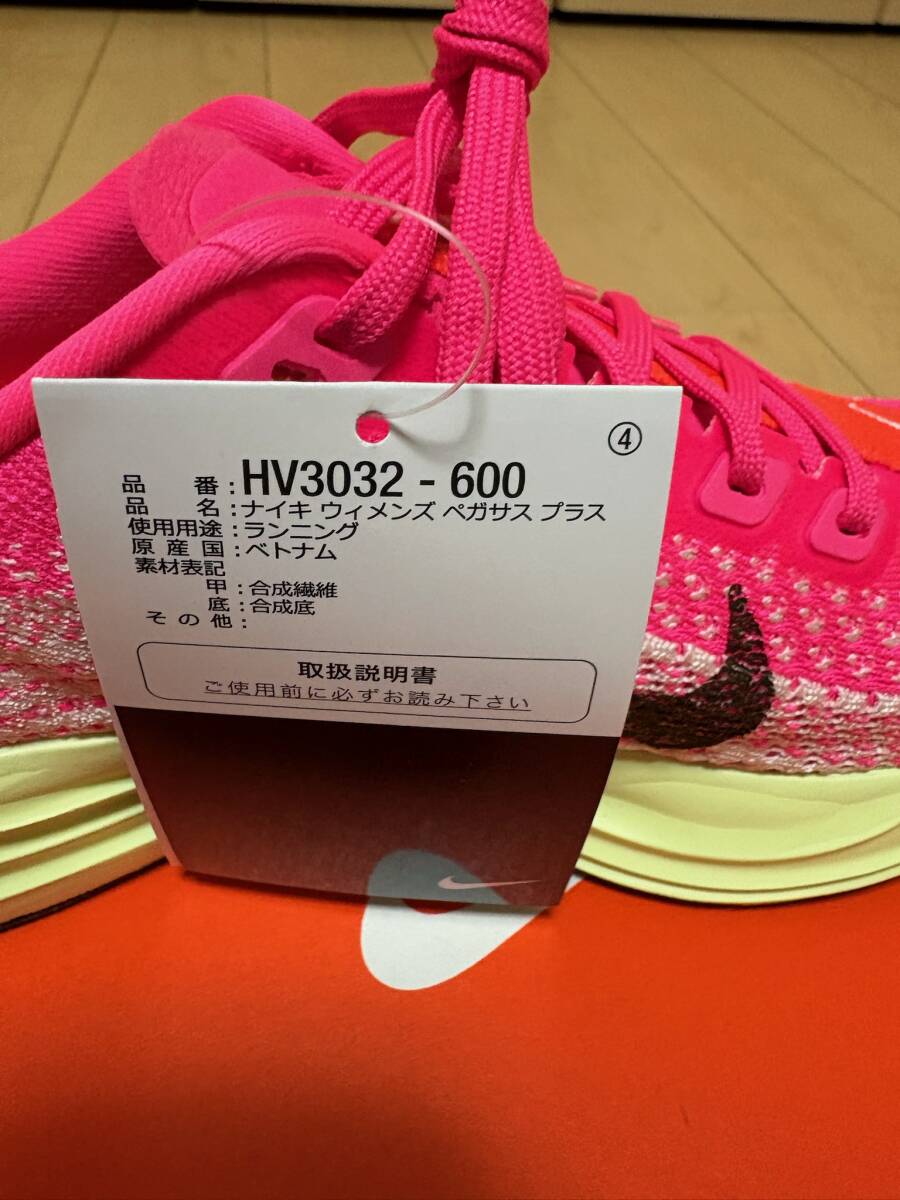 ④
品番:HV3032 - 600
品名:ナイキ ウィメンズ ペガサス プラス
使用用途:ランニング
原産国:ベトナム
素材表記
甲:合成繊維
底:合成底
その他:
取扱説明書
ご使用前に必ずお読み下さい